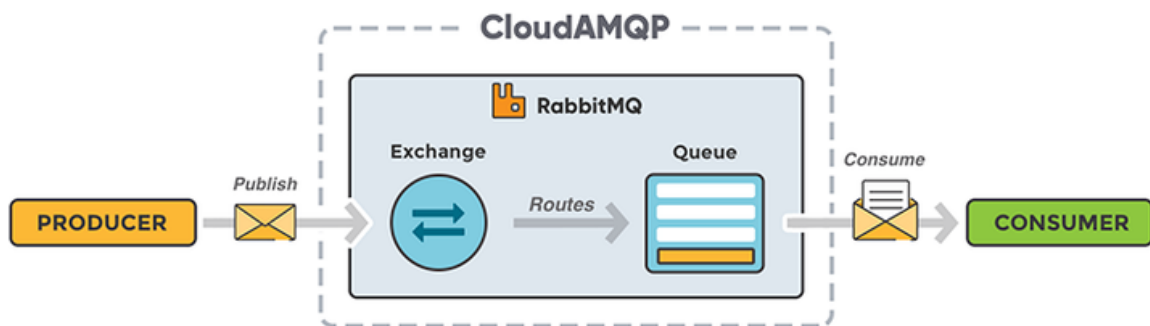 CloudAMQP
RabbitMQ
Exchange
Queue
Consume
Publish
Routes
PRODUCER
CONSUMER